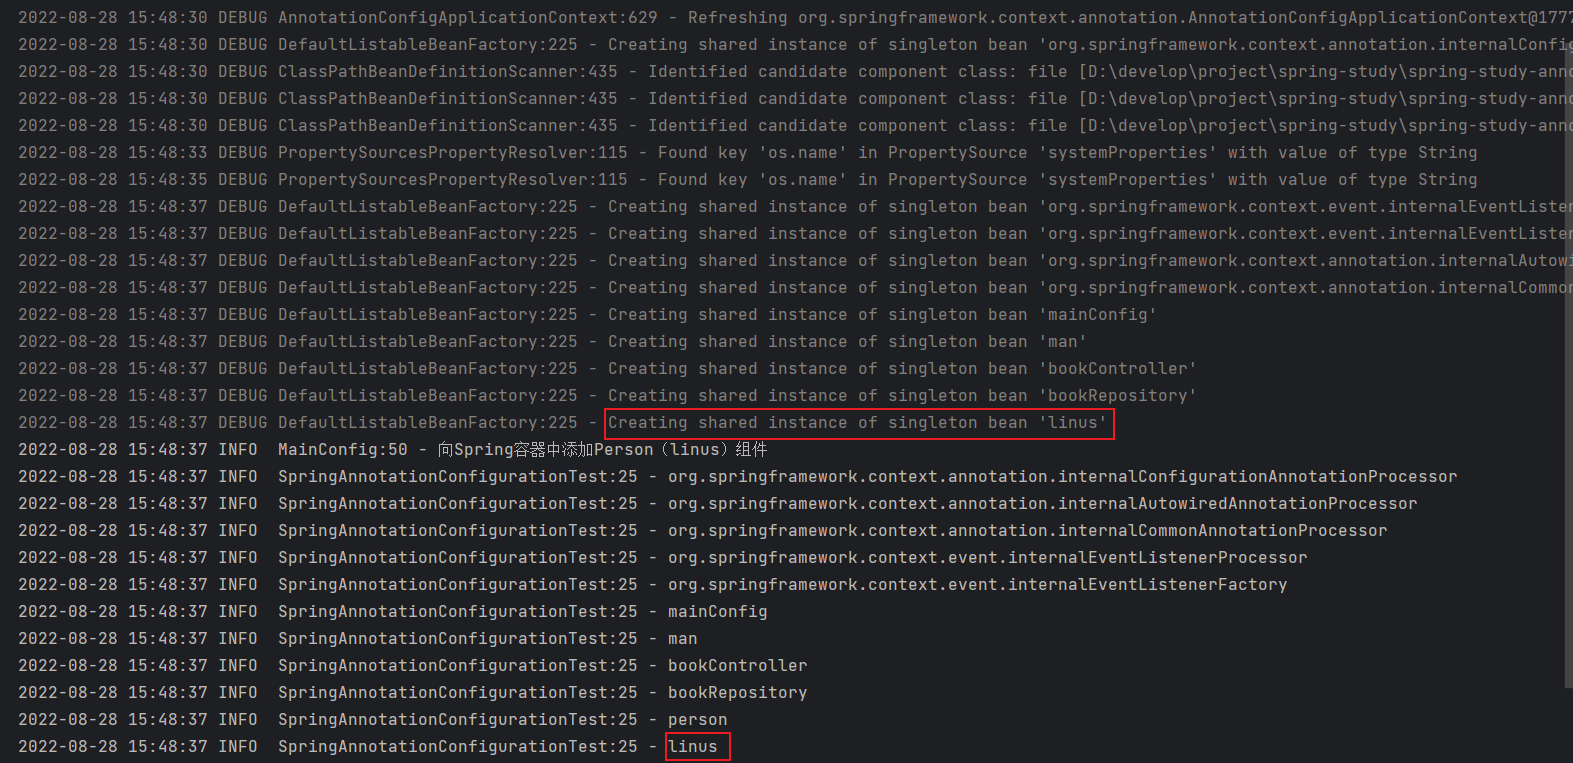 2022-08-28 15:48:30 DEBUG AnnotationConfigApplicationContext:629 - Refreshing org.springframework.context.annotation.AnnotationConfigApplicationContext@1777
2022-08-28 15:48:30 DEBUG DefaultListableBeanFactory:225 - Creating shared instance of singleton bean 'org.springframework.context.annotation.internalConfig
2022-08-28 15:48:30 DEBUG ClassPathBeanDefinitionScanner:435 - Identified candidate component class: file [D:\develop\project\spring-study\spring-study-anno
2022-08-28 15:48:30 DEBUG ClassPathBeanDefinitionScanner:435 - Identified candidate component class: file [D:\develop\project\spring-study\spring-study-anno
2022-08-28 15:48:30 DEBUG ClassPathBeanDefinitionScanner:435 - Identified candidate component class: file [D:\develop\project\spring-study\spring-study-anno
2022-08-28 15:48:33 DEBUG PropertySourcesPropertyResolver:115 - Found key 'os.name' in PropertySource 'systemProperties' with value of type String
2022-08-28 15:48:35 DEBUG PropertySourcesPropertyResolver:115 - Found key 'os.name' in PropertySource 'systemProperties' with value of type String
2022-08-28 15:48:37 DEBUG DefaultListableBeanFactory:225 - Creating shared instance of singleton bean 'org.springframework.context.event.internalEventListen
2022-08-28 15:48:37 DEBUG DefaultListableBeanFactory:225 - Creating shared instance of singleton bean 'org.springframework.context.event.internalEventListen
2022-08-28 15:48:37 DEBUG DefaultListableBeanFactory:225 - Creating shared instance of singleton bean 'org.springframework.context.annotation.internalAutowi
2022-08-28 15:48:37 DEBUG DefaultListableBeanFactory:225 - Creating shared instance of singleton bean 'org.springframework.context.annotation.internalCommon
2022-08-28 15:48:37 DEBUG DefaultListableBeanFactory:225 - Creating shared instance of singleton bean 'mainConfig'
2022-08-28 15:48:37 DEBUG DefaultListableBeanFactory:225 - Creating shared instance of singleton bean 'man'
2022-08-28 15:48:37 DEBUG DefaultListableBeanFactory:225 - Creating shared instance of singleton bean 'bookController'
2022-08-28 15:48:37 DEBUG DefaultListableBeanFactory:225 - Creating shared instance of singleton bean 'bookRepository'
2022-08-28 15:48:37 DEBUG DefaultListableBeanFactory:225 - Creating shared instance of singleton bean 'linus'
2022-08-28 15:48:37 INFO  MainConfig:50 - 向Spring容器中添加Person（linus）组件
2022-08-28 15:48:37 INFO  SpringAnnotationConfigurationTest:25 - org.springframework.context.annotation.internalConfigurationAnnotationProcessor
2022-08-28 15:48:37 INFO  SpringAnnotationConfigurationTest:25 - org.springframework.context.annotation.internalAutowiredAnnotationProcessor
2022-08-28 15:48:37 INFO  SpringAnnotationConfigurationTest:25 - org.springframework.context.annotation.internalCommonAnnotationProcessor
2022-08-28 15:48:37 INFO  SpringAnnotationConfigurationTest:25 - org.springframework.context.event.internalEventListenerProcessor
2022-08-28 15:48:37 INFO  SpringAnnotationConfigurationTest:25 - org.springframework.context.event.internalEventListenerFactory
2022-08-28 15:48:37 INFO  SpringAnnotationConfigurationTest:25 - mainConfig
2022-08-28 15:48:37 INFO  SpringAnnotationConfigurationTest:25 - man
2022-08-28 15:48:37 INFO  SpringAnnotationConfigurationTest:25 - bookController
2022-08-28 15:48:37 INFO  SpringAnnotationConfigurationTest:25 - bookRepository
2022-08-28 15:48:37 INFO  SpringAnnotationConfigurationTest:25 - person
2022-08-28 15:48:37 INFO  SpringAnnotationConfigurationTest:25 - linus